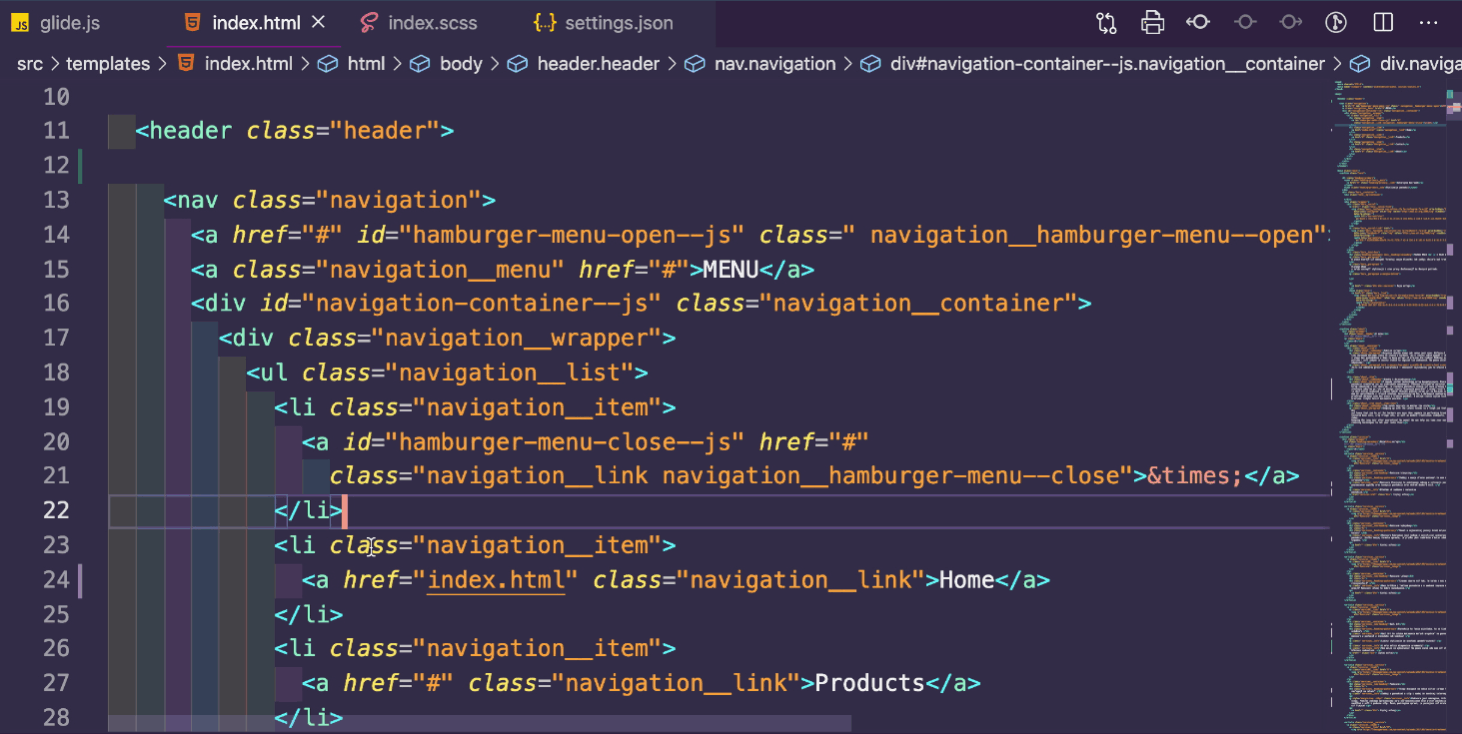 JS glide.js index.html index.scss {..} settings.json
src > templates > index.html > html > body > header.header > nav.navigation > div#navigation-container--js.navigation__container > div.naviga
10
11 <header class="header">
12
13 <nav class="navigation">
14 <a href="#" id="hamburger-menu-open--js" class=" navigation__hamburger-menu--open"
15 <a class="navigation__menu" href="#">MENU</a>
16 <div id="navigation-container--js" class="navigation__container">
17 <div class="navigation__wrapper">
18 <ul class="navigation__list">
19 <li class="navigation__item">
20 <a id="hamburger-menu-close--js" href="#"
21 class="navigation__link navigation__hamburger-menu--close">&times;</a>
22 </li>
23 <li class="navigation__item">
24 <a href="index.html" class="navigation__link">Home</a>
25 </li>
26 <li class="navigation__item">
27 <a href="#" class="navigation__link">Products</a>
28 </li>